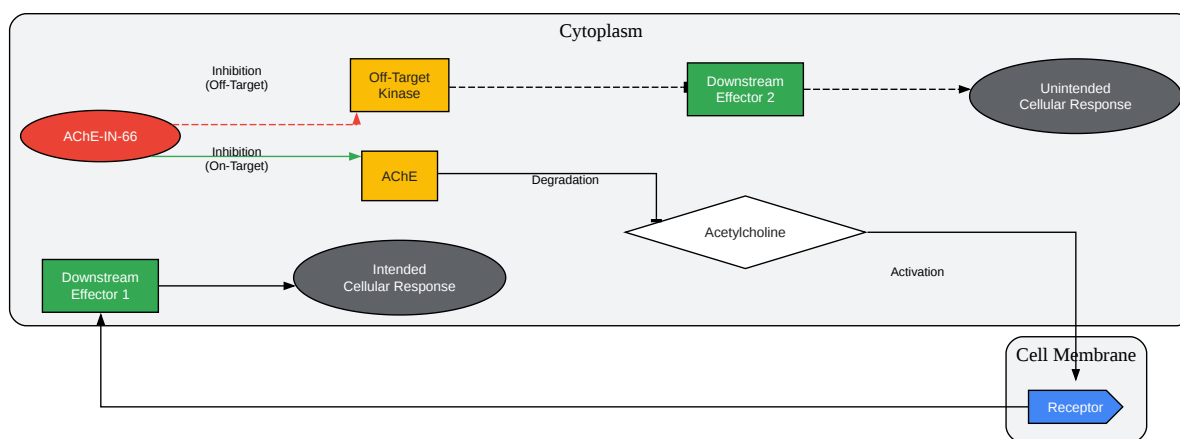 Cytoplasm
Inhibition
(Off-Target)
Off-Target
Kinase
Downstream
Effector 2
Unintended
Cellular Response
AChE-IN-66
Inhibition
(On-Target)
AChE
Degradation
Acetylcholine
Activation
Downstream
Effector 1
Intended
Cellular Response
Cell Membrane
Receptor